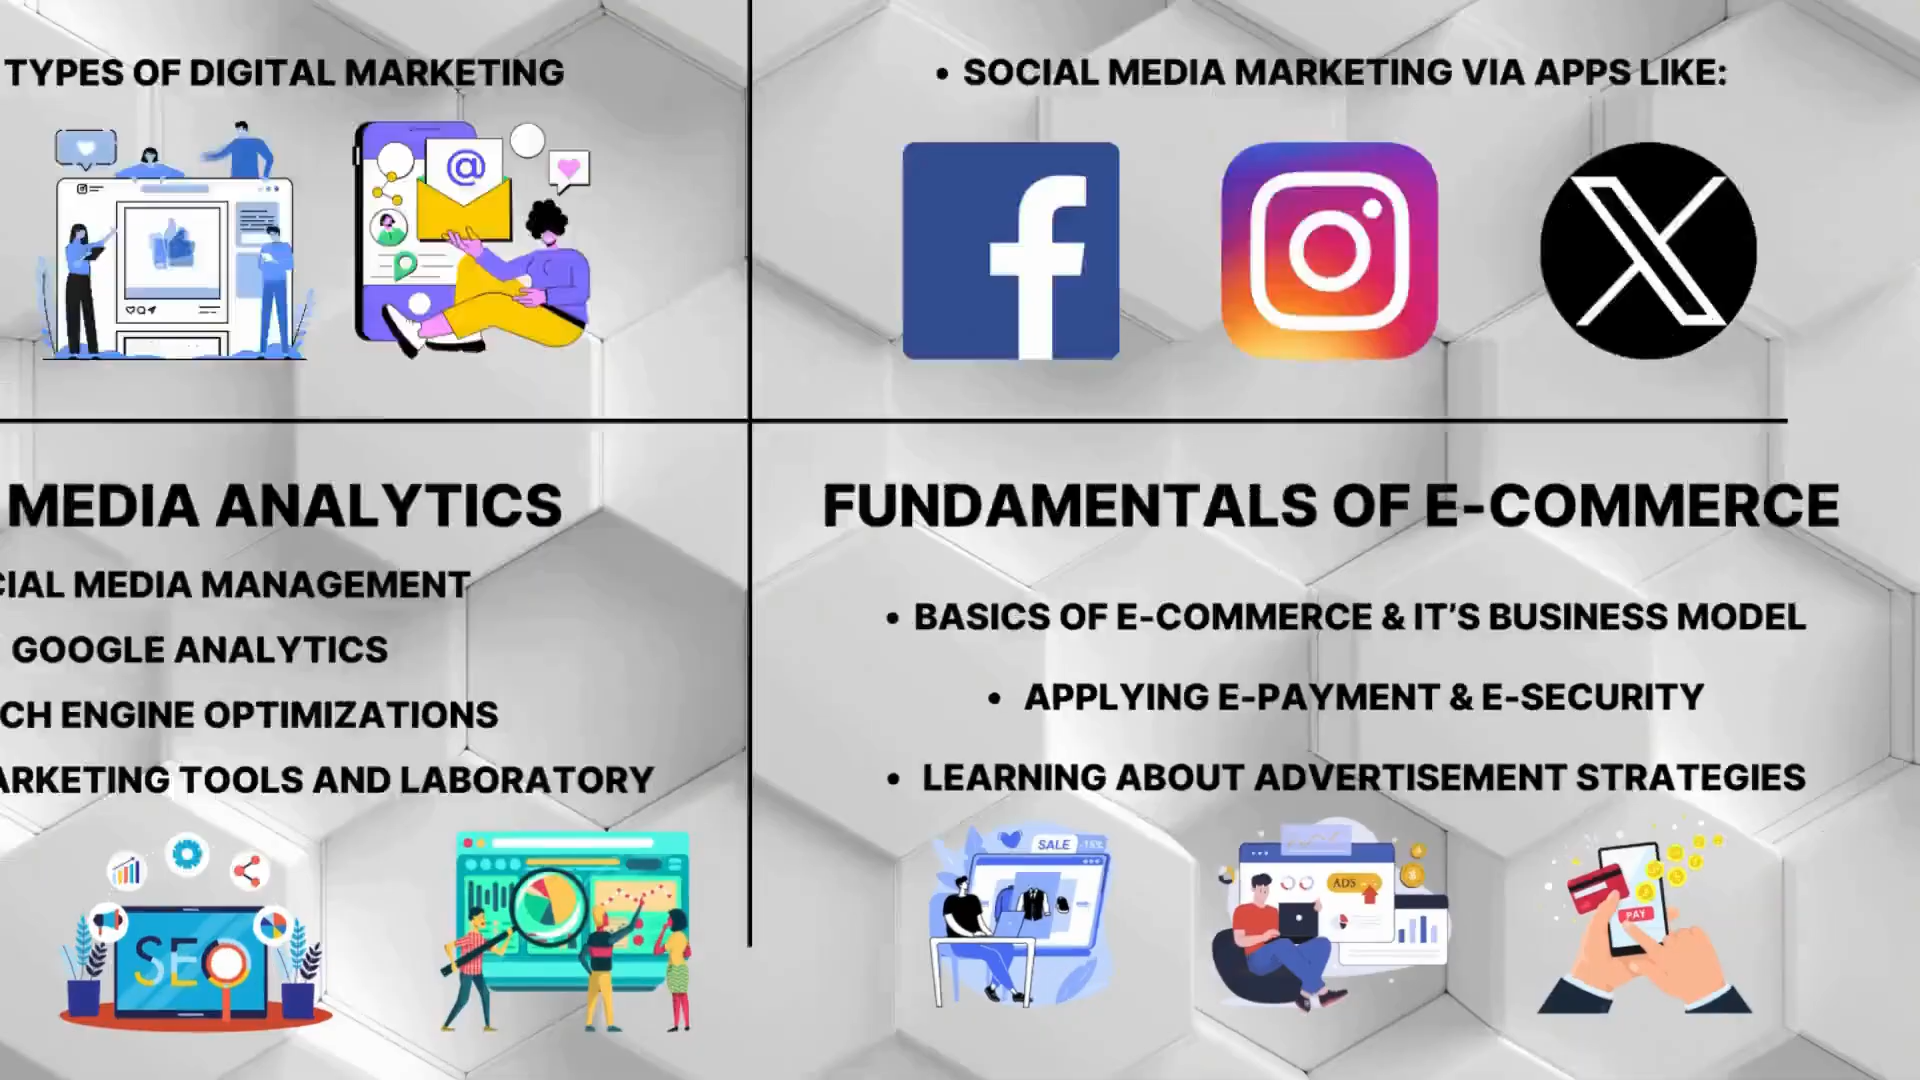 TYPES OF DIGITAL MARKETING
@
• SOCIAL MEDIA MARKETING VIA APPS LIKE:
MEDIA ANALYTICS
CIAL MEDIA MANAGEMENT
GOOGLE ANALYTICS
CH ENGINE OPTIMIZATIONS
ARKETING TOOLS AND LABORATORY
SEO
FUNDAMENTALS OF E-COMMERCE
• BASICS OF E-COMMERCE & IT'S BUSINESS MODEL
• APPLYING E-PAYMENT & E-SECURITY
• LEARNING ABOUT ADVERTISEMENT STRATEGIES
SALE -15%
ADS
PAY